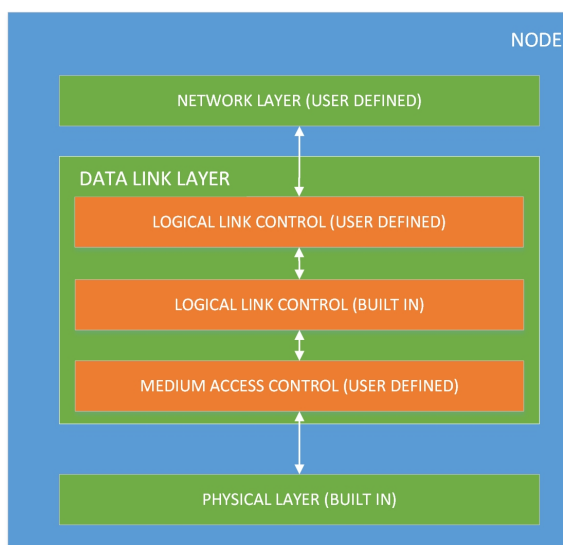 NODE
NETWORK LAYER (USER DEFINED)
DATA LINK LAYER
LOGICAL LINK CONTROL (USER DEFINED)
LOGICAL LINK CONTROL (BUILT IN)
MEDIUM ACCESS CONTROL (USER DEFINED)
PHYSICAL LAYER (BUILT IN)